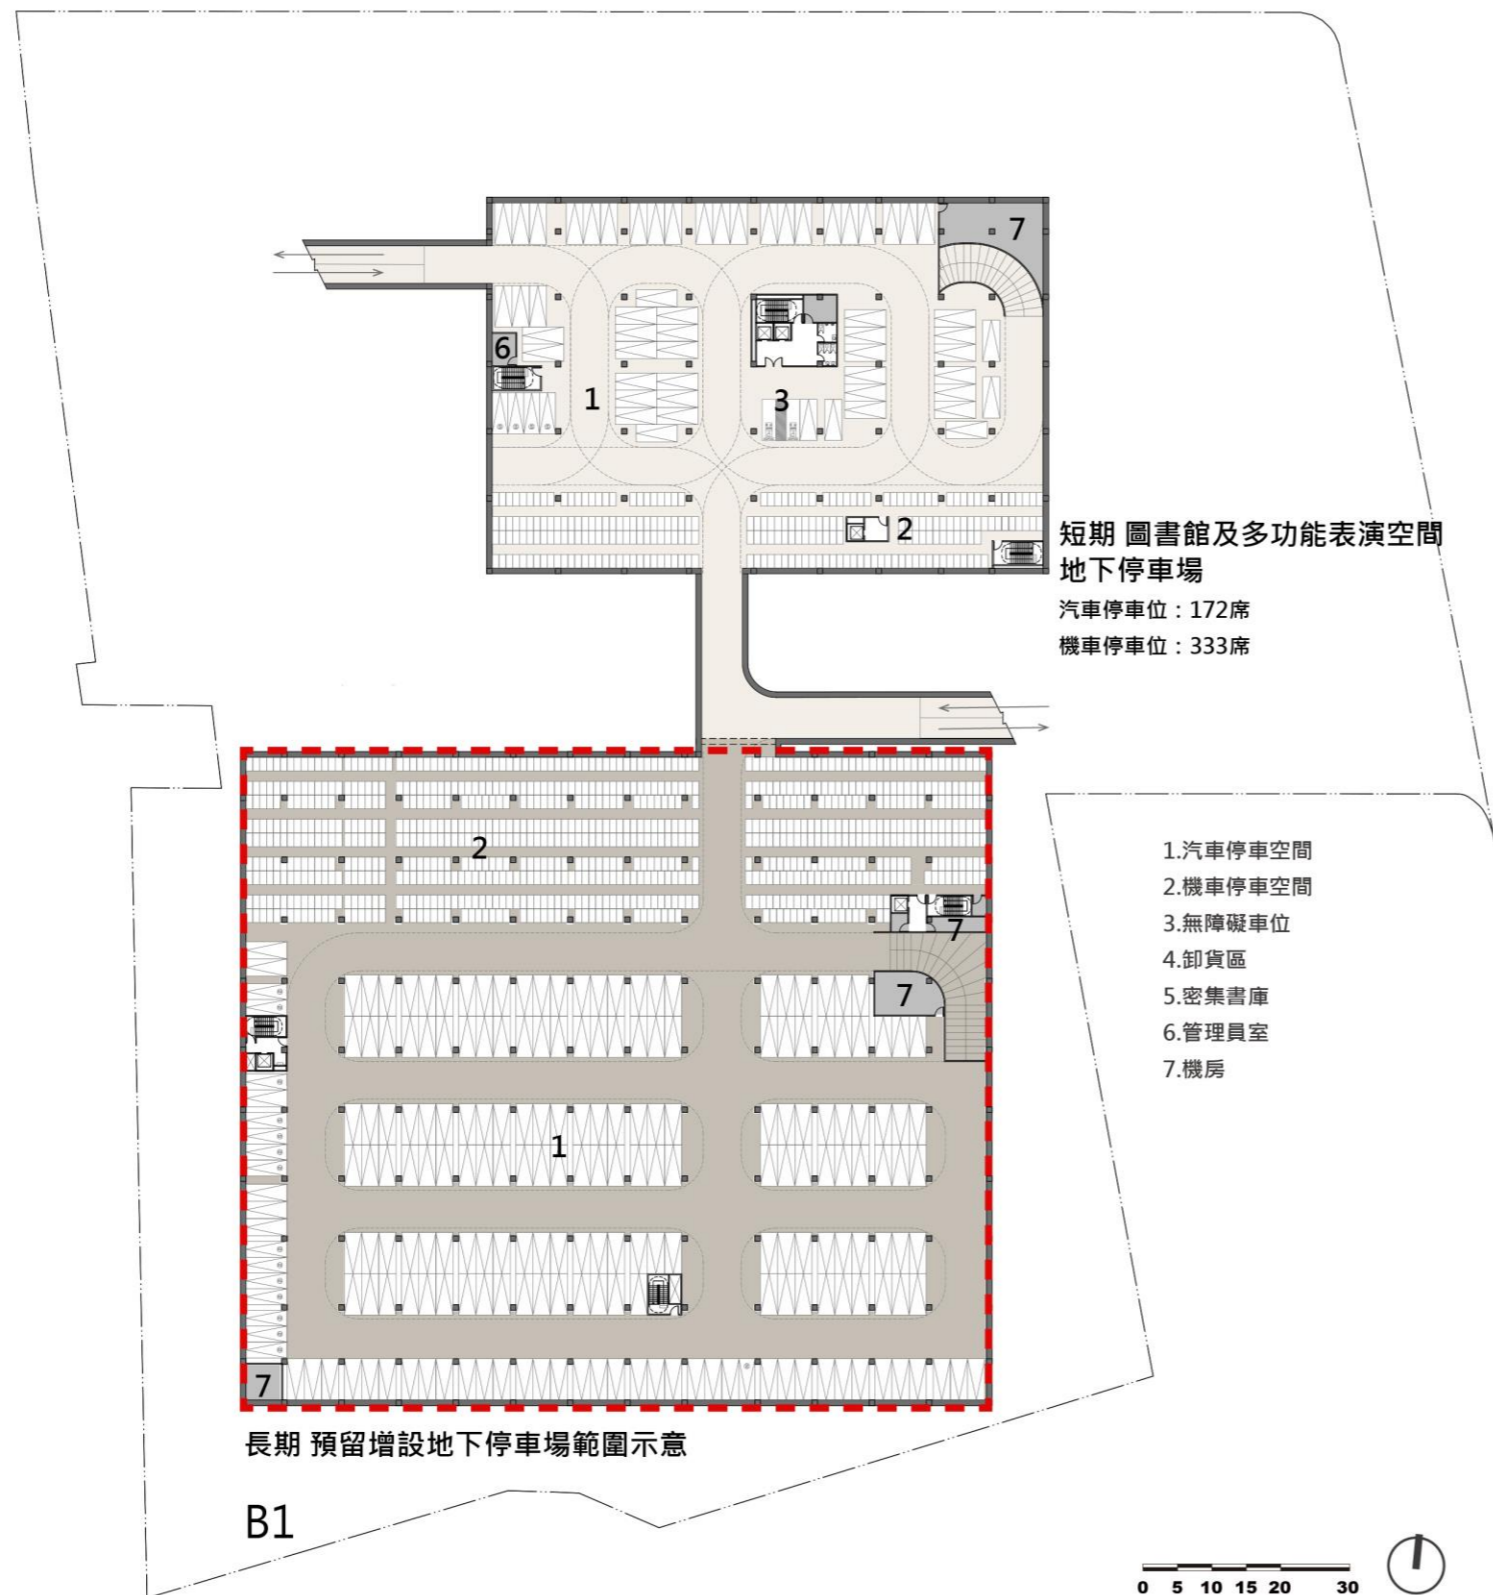 7
6
1
3
2
短期 圖書館及多功能表演空間
地下停車場
汽車停車位：172席
機車停車位：333席
2
1.汽車停車空間
2.機車停車空間
3.無障礙車位
4.卸貨區
5.密集書庫
6.管理員室
7.機房
7
7
1
7
長期 預留增設地下停車場範圍示意
B1
0 5 10 15 20 30